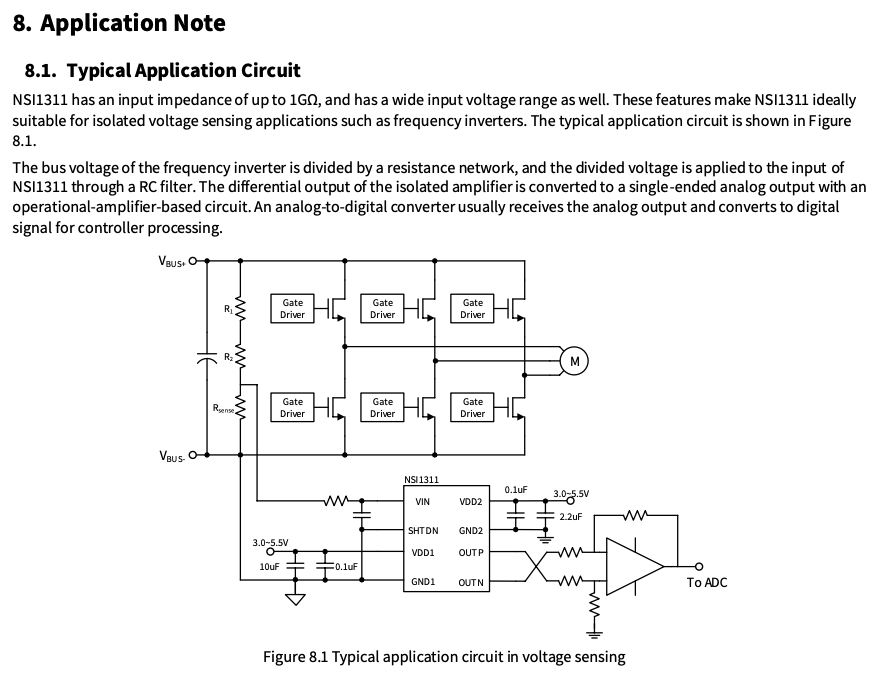 8. Application Note
8.1. Typical Application Circuit
NSI1311 has an input impedance of up to 1GΩ, and has a wide input voltage range as well. These features make NSI1311 ideally
suitable for isolated voltage sensing applications such as frequency inverters. The typical application circuit is shown in Figure
8.1.
The bus voltage of the frequency inverter is divided by a resistance network, and the divided voltage is applied to the input of
NSI1311 through a RC filter. The differential output of the isolated amplifier is converted to a single-ended analog output with an
operational-amplifier-based circuit. An analog-to-digital converter usually receives the analog output and converts to digital
signal for controller processing.
VBUS+
R1
Gate
Driver
Gate
Driver
Gate
Driver
R2
M
Rsense
Gate
Driver
Gate
Driver
Gate
Driver
VBUS-
NSI1311
VIN
VDD2
SHTDN
GND2
VDD1
OUTP
GND1
OUTN
0.1uF
3.0~5.5V
2.2uF
3.0~5.5V
10uF
0.1uF
To ADC
Figure 8.1 Typical application circuit in voltage sensing